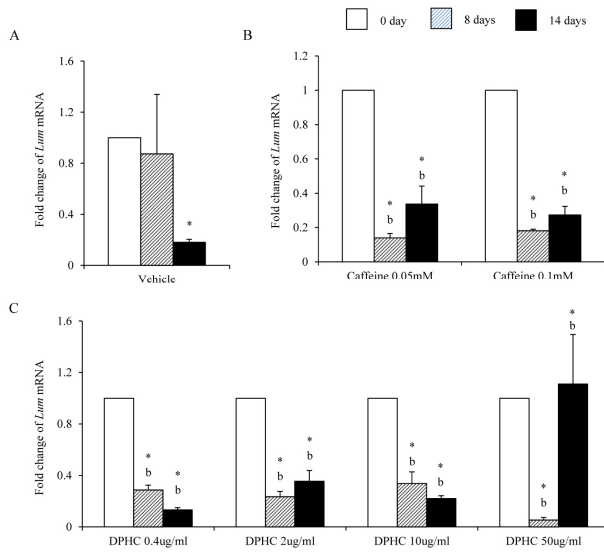 0 day 8 days 14 days
A
Fold change of Lum mRNA
1.6
1.2
0.8
0.4
0
*
Vehicle
B
Fold change of Lum mRNA
1.2
1
0.8
0.6
0.4
0.2
0
* b * b * b * b
Caffeine 0.05mM Caffeine 0.1mM
C
Fold change of Lum mRNA
1.6
1.2
0.8
0.4
0
* b * b * b * b * b * b * b * b
DPHC 0.4ug/ml DPHC 2ug/ml DPHC 10ug/ml DPHC 50ug/ml